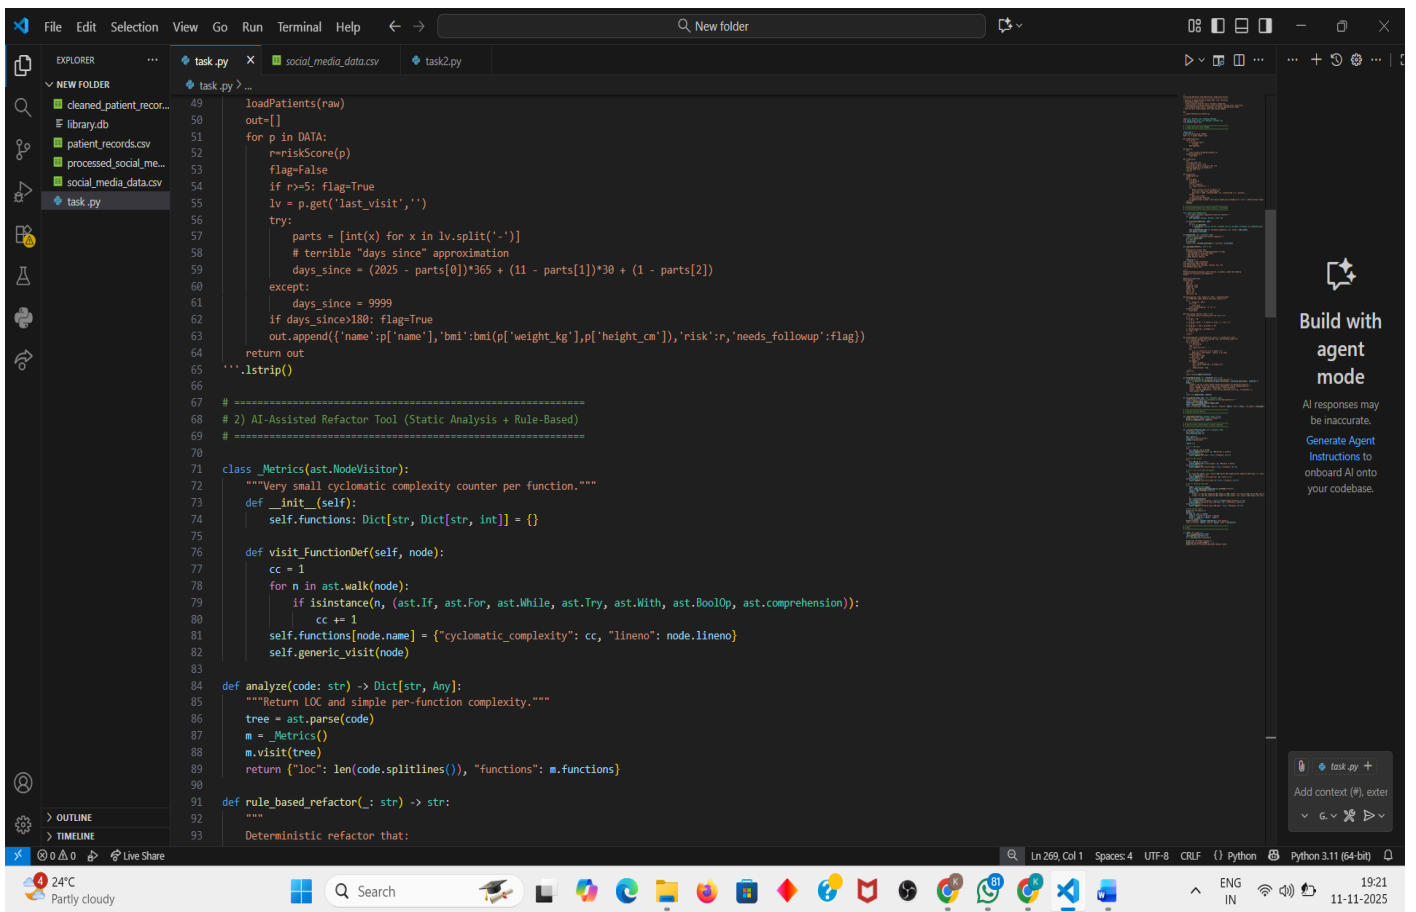 File Edit Selection View Go Run Terminal Help
New folder
EXPLORER
NEW FOLDER
cleaned_patient_recor...
library.db
patient_records.csv
processed_social_me...
social_media_data.csv
task .py
OUTLINE
TIMELINE
task .py
social_media_data.csv
task2.py
task .py > ...
49 loadPatients(raw)
50 out=[]
51 for p in DATA:
52 r=riskScore(p)
53 flag=False
54 if r>=5: flag=True
55 lv = p.get('last_visit','')
56 try:
57 parts = [int(x) for x in lv.split('-')]
58 # terrible "days since" approximation
59 days_since = (2025 - parts[0])*365 + (11 - parts[1])*30 + (1 - parts[2])
60 except:
61 days_since = 9999
62 if days_since>180: flag=True
63 out.append({'name':p['name'],'bmi':bmi(p['weight_kg'],p['height_cm']),'risk':r,'needs_followup':flag})
64 return out
65 '''.lstrip()
66
67 # ============================================================
68 # 2) AI-Assisted Refactor Tool (Static Analysis + Rule-Based)
69 # ============================================================
70
71 class _Metrics(ast.NodeVisitor):
72 """Very small cyclomatic complexity counter per function."""
73 def __init__(self):
74 self.functions: Dict[str, Dict[str, int]] = {}
75
76 def visit_FunctionDef(self, node):
77 cc = 1
78 for n in ast.walk(node):
79 if isinstance(n, (ast.If, ast.For, ast.While, ast.Try, ast.With, ast.BoolOp, ast.comprehension)):
80 cc += 1
81 self.functions[node.name] = {"cyclomatic_complexity": cc, "lineno": node.lineno}
82 self.generic_visit(node)
83
84 def analyze(code: str) -> Dict[str, Any]:
85 """Return LOC and simple per-function complexity."""
86 tree = ast.parse(code)
87 m = _Metrics()
88 m.visit(tree)
89 return {"loc": len(code.splitlines()), "functions": m.functions}
90
91 def rule_based_refactor(_: str) -> str:
92 """
93 Deterministic refactor that:
Build with
agent
mode
AI responses may
be inaccurate.
Generate Agent
Instructions to
onboard AI onto
your codebase.
task .py
Add context (#), exter
G.
0 0 Live Share
Ln 269, Col 1 Spaces: 4 UTF-8 CRLF {} Python Python 3.11 (64-bit)
4
24°C
Partly cloudy
Search
K
81
K
ENG
IN
19:21
11-11-2025